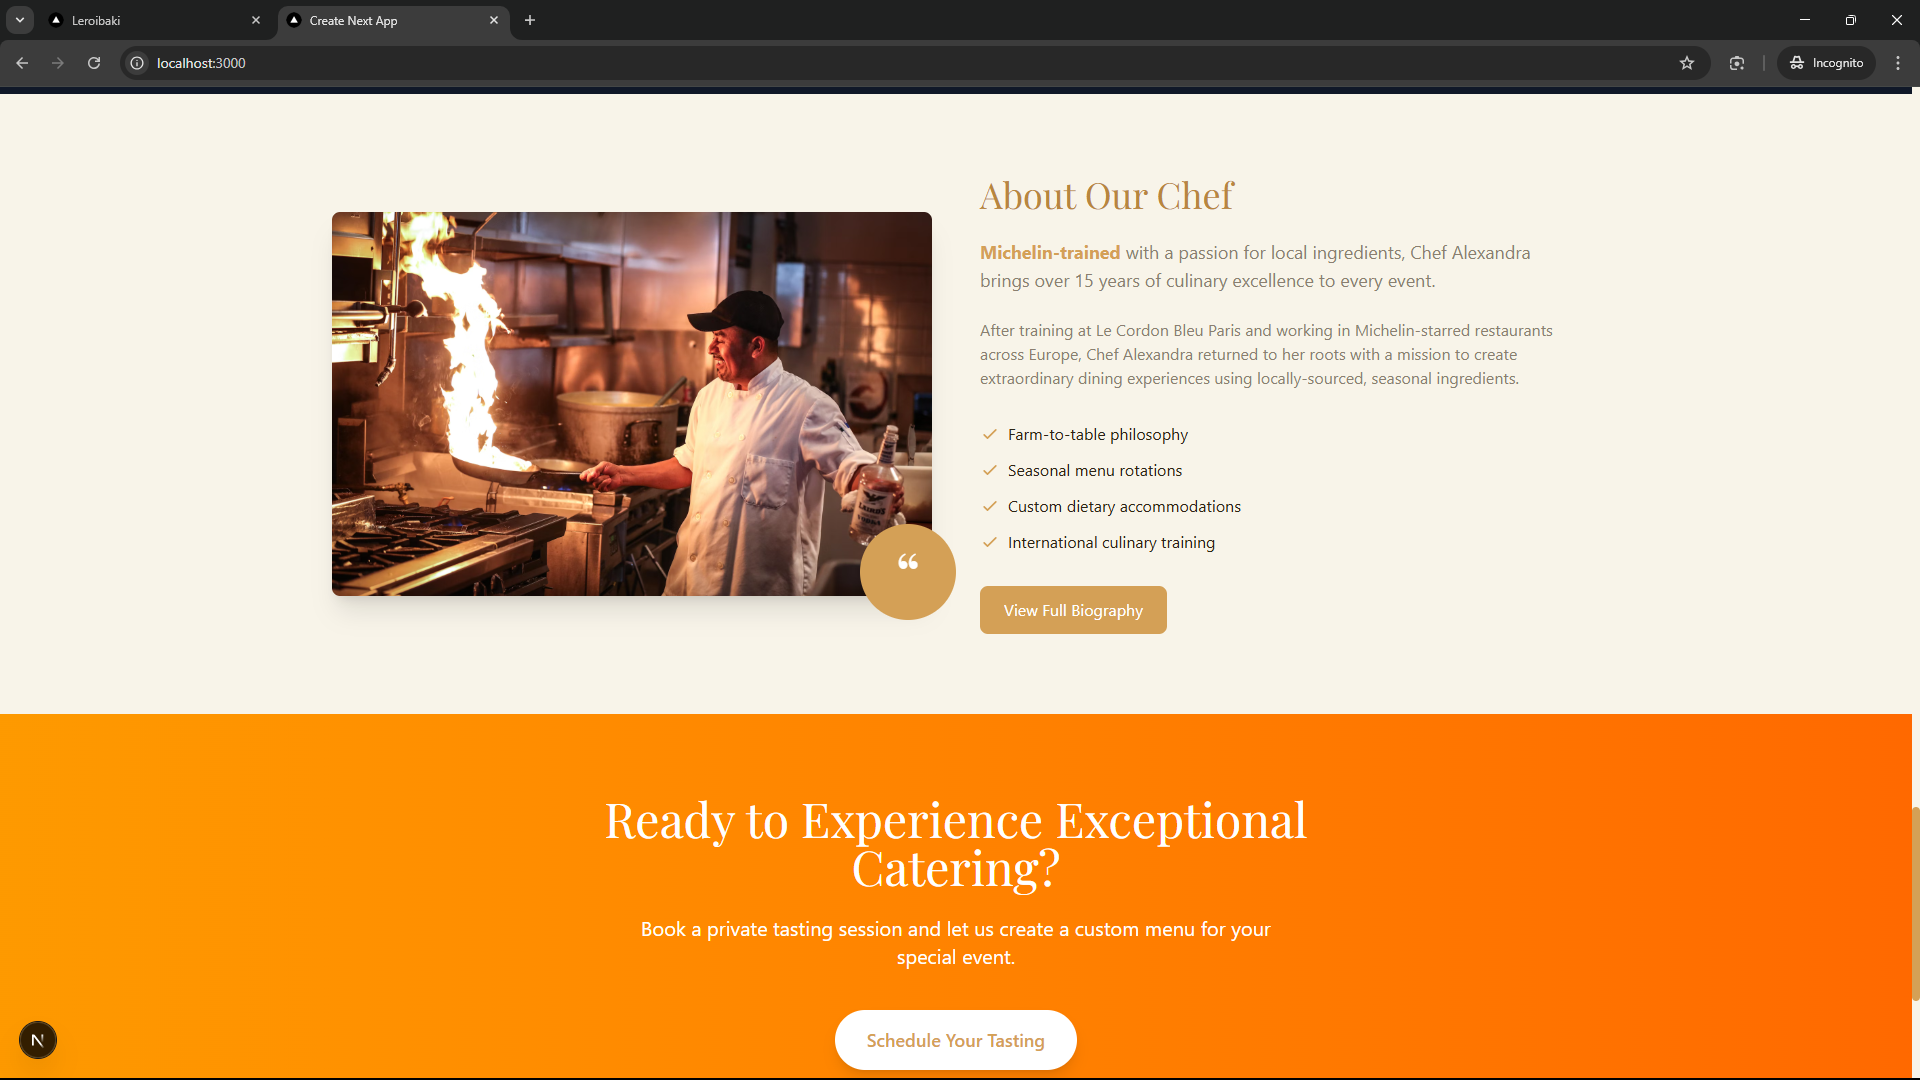 Leroibaki
Create Next App
localhost:3000
Incognito
About Our Chef
Michelin-trained with a passion for local ingredients, Chef Alexandra
brings over 15 years of culinary excellence to every event.
After training at Le Cordon Bleu Paris and working in Michelin-starred restaurants
across Europe, Chef Alexandra returned to her roots with a mission to create
extraordinary dining experiences using locally-sourced, seasonal ingredients.
Farm-to-table philosophy
Seasonal menu rotations
Custom dietary accommodations
International culinary training
“
View Full Biography
Ready to Experience Exceptional
Catering?
Book a private tasting session and let us create a custom menu for your
special event.
Schedule Your Tasting
N